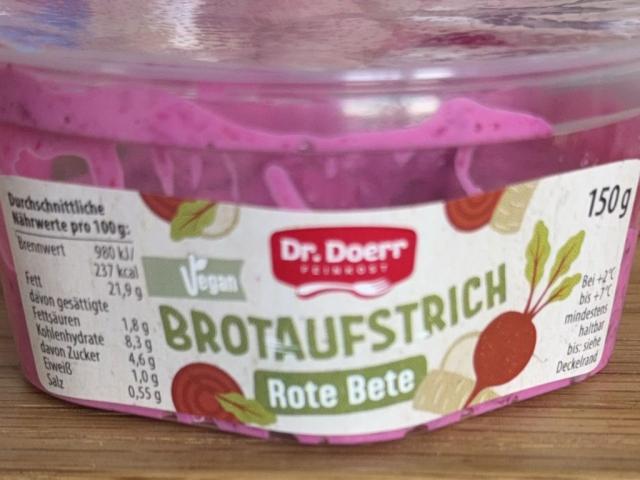 Durchschnittliche
Nährwerte pro 100g:
Brennwert 980 kJ/
237 kcal
Fett 21,9 g
davon gesättigte
Fettsäuren 1,8 g
Kohlenhydrate 8,3 g
davon Zucker 4,6 g
Eiweiß 1,0 g
Salz 0,55 g
Vegan
Dr. Doerr
FEINKOST
BROTAUFSTRICH
Rote Bete
150 g
Bei +2°C
bis +7°C
mindestens
haltbar
bis: siehe
Deckelrand